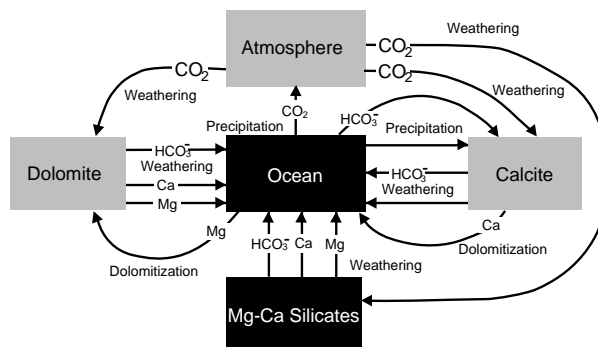 Atmosphere
CO2
Weathering
CO2
CO2
Weathering
Weathering
CO2
HCO3-
Precipitation
Precipitation
Dolomite
HCO3-
Weathering
Ca
Mg
Ocean
HCO3-
Weathering
Calcite
Mg
Ca
Dolomitization
HCO3-
Ca
Mg
Dolomitization
Weathering
Mg-Ca Silicates